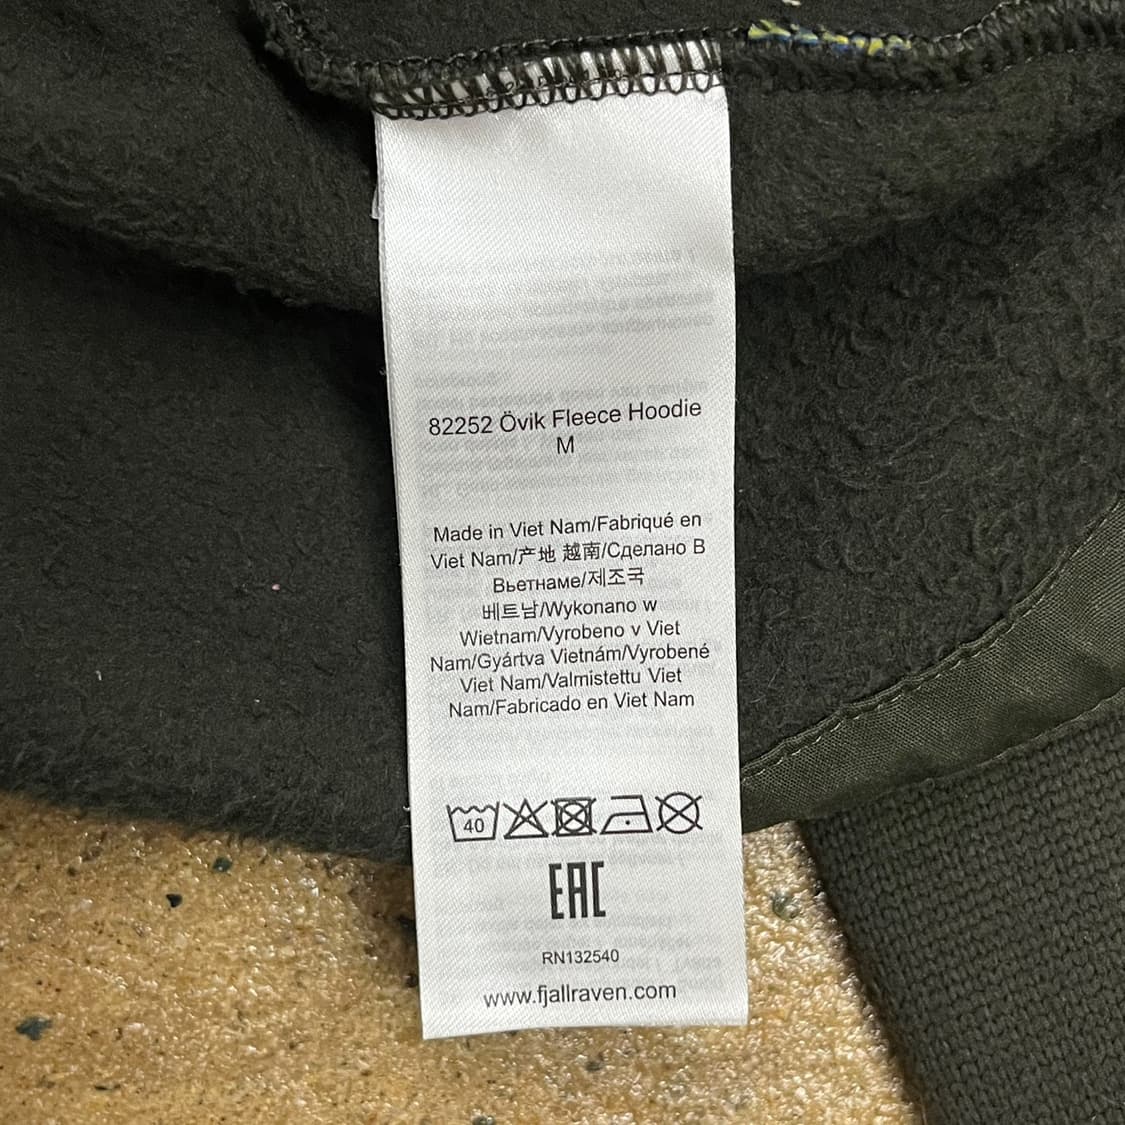 82252 Övik Fleece Hoodie
M
Made in Viet Nam/Fabriqué en
Viet Nam/产地 越南/Сделано В
Вьетнаме/제조국
베트남/Wykonano w
Wietnam/Vyrobeno v Viet
Nam/Gyártva Vietnám/Vyrobené
Viet Nam/Valmistettu Viet
Nam/Fabricado en Viet Nam
40
EAC
RN132540
www.fjallraven.com